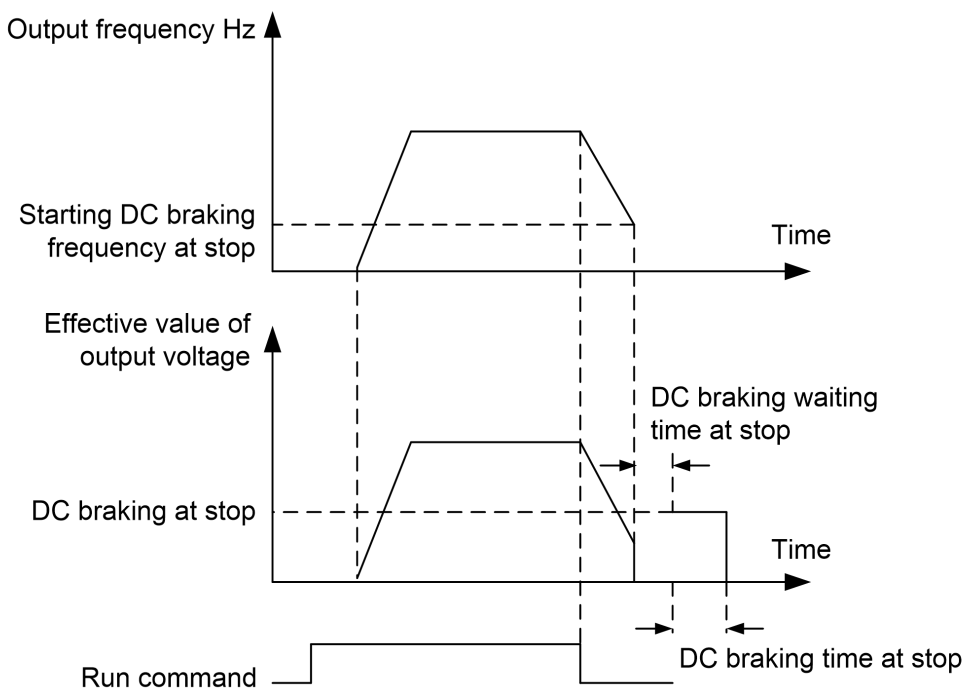 Output frequency Hz
Starting DC braking
frequency at stop
Time
Effective value of
output voltage
DC braking waiting
time at stop
DC braking at stop
Time
DC braking time at stop
Run command